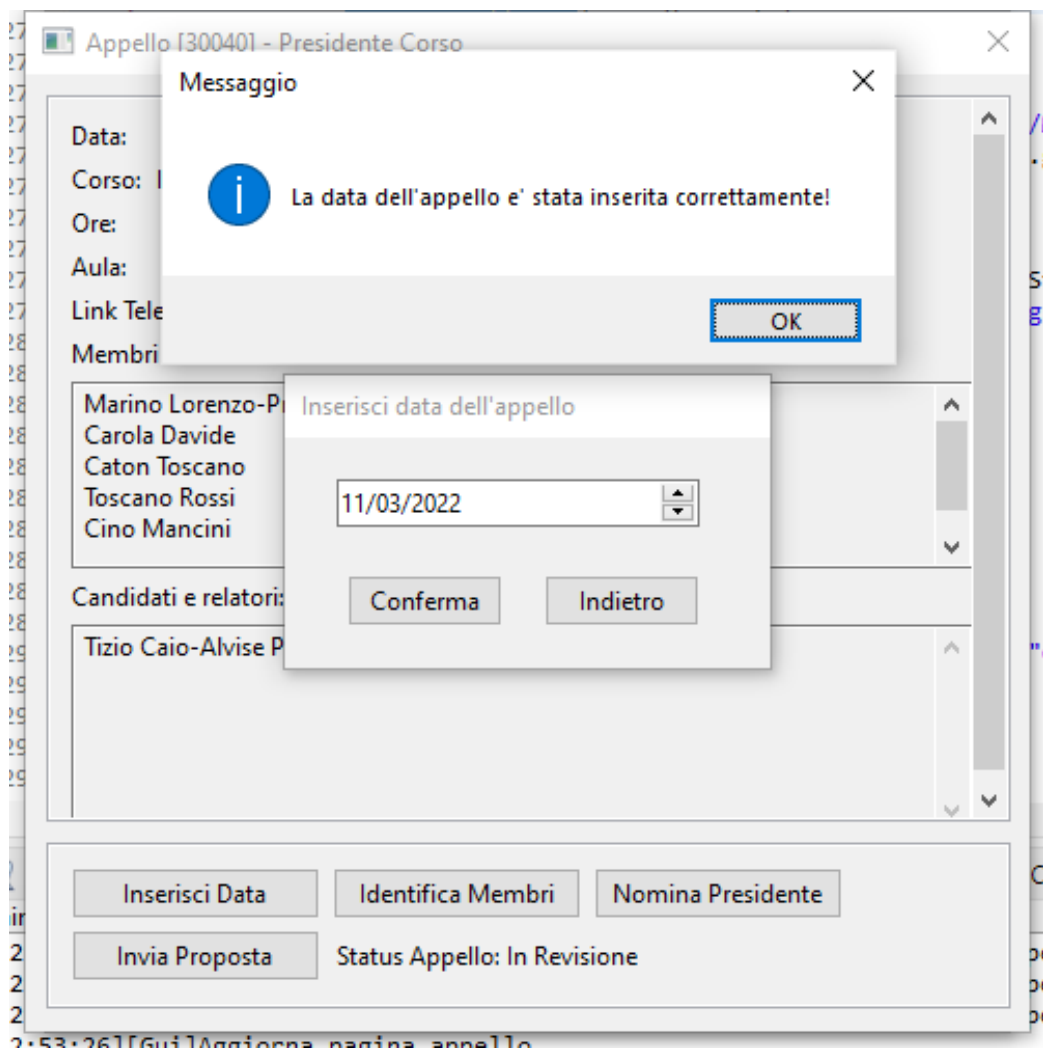 Appello [30040] - Presidente Corso
Messaggio
La data dell'appello e' stata inserita correttamente!
OK
Data:
Corso:
Ore:
Aula:
Link Tele
Membri
Marino Lorenzo-Pr
Carola Davide
Caton Toscano
Toscano Rossi
Cino Mancini
Inserisci data dell'appello
11/03/2022
Conferma
Indietro
Candidati e relatori:
Tizio Caio-Alvise P
Inserisci Data
Identifica Membri
Nomina Presidente
Invia Proposta
Status Appello: In Revisione
2:53:26][Gui]Aggiorna pagina appello